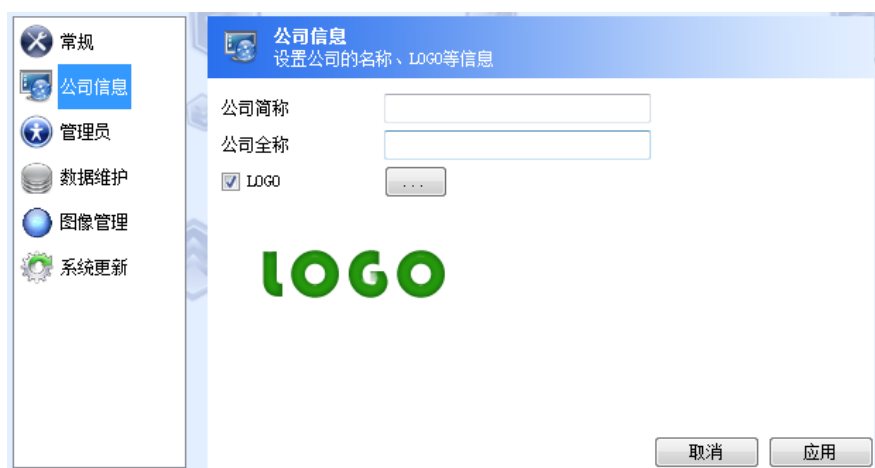 常规
公司信息
管理员
数据维护
图像管理
系统更新
公司信息
设置公司的名称、LOGO等信息
公司简称
公司全称
LOGO
...
LOGO
取消
应用